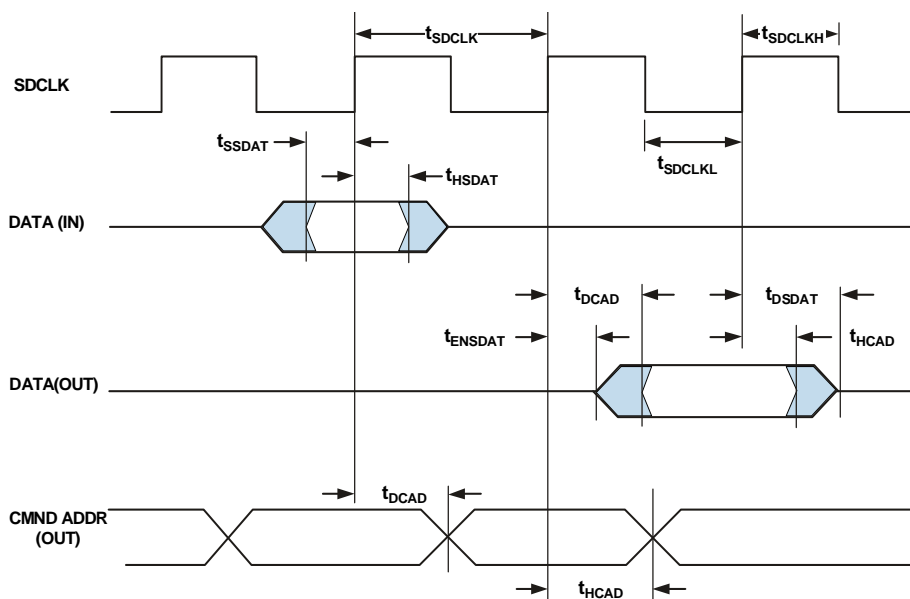 tSDCLK
tSDCLKH
SDCLK
tSSDAT
tSDCLKL
tHSDAT
DATA (IN)
tDCAD
tDSDAT
tENSDAT
tHCAD
DATA(OUT)
tDCAD
CMND ADDR
(OUT)
tHCAD